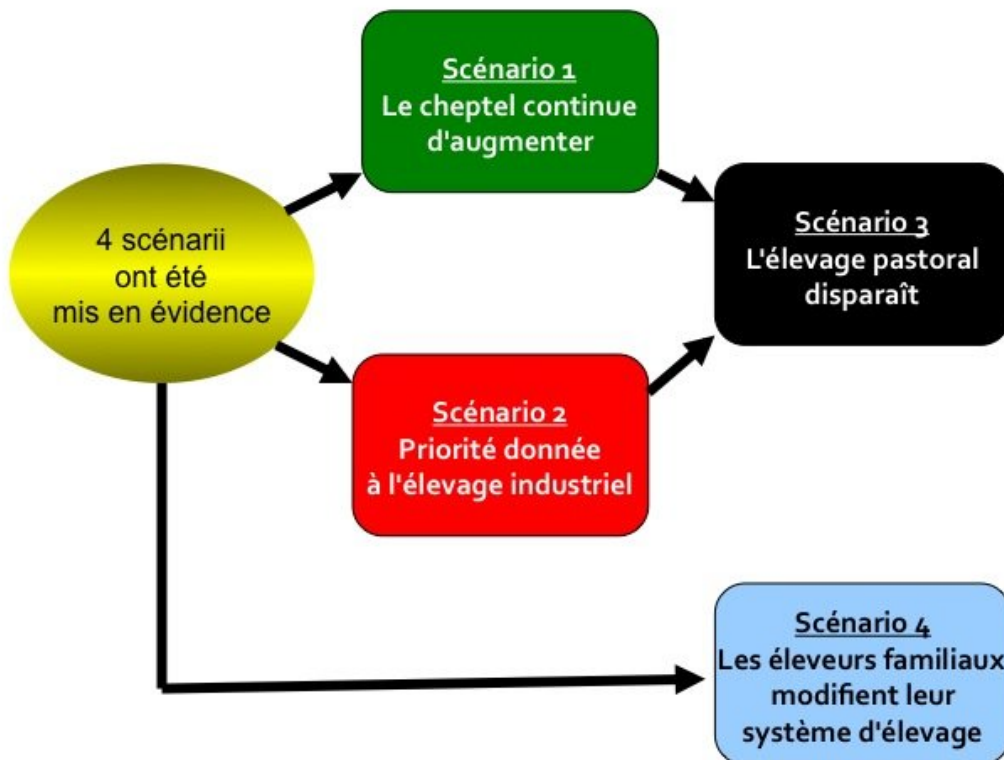 Scénario 1
Le cheptel continue
d'augmenter
4 scénarii
ont été
mis en évidence
Scénario 3
L'élevage pastoral
disparaît
Scénario 2
Priorité donnée
à l'élevage industriel
Scénario 4
Les éleveurs familiaux
modifient leur
système d'élevage